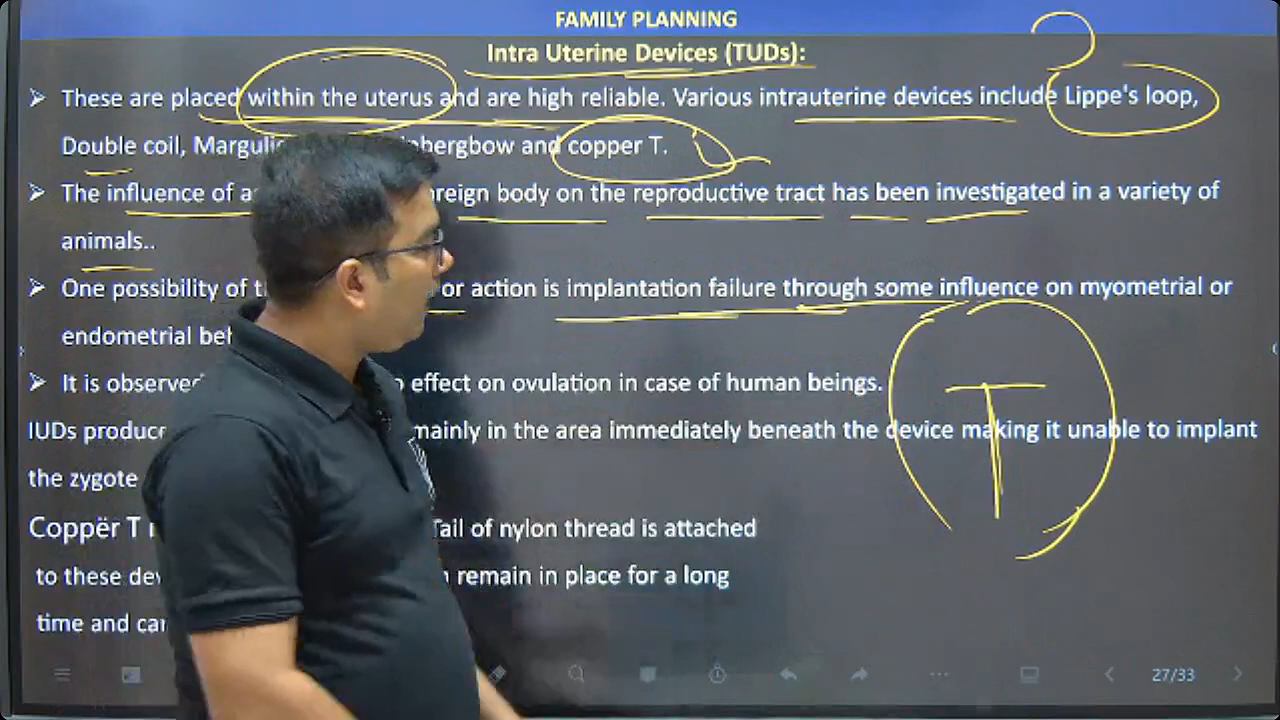 FAMILY PLANNING
Intra Uterine Devices (TUDs):
➤ These are placed within the uterus and are high reliable. Various intrauterine devices include Lippe's loop,
Double coil, and copper T.
➤ The influence of body on the reproductive tract has been investigated in a variety of
animals..
➤ One possibility of or action is implantation failure through some influence on myometrial or
endometrial
➤ It is observed effect on ovulation in case of human beings.
IUDs produce mainly in the area immediately beneath the device making it unable to implant
the zygote
Coppër T Tail of nylon thread is attached
to these remain in place for a long
time and
T
27/33